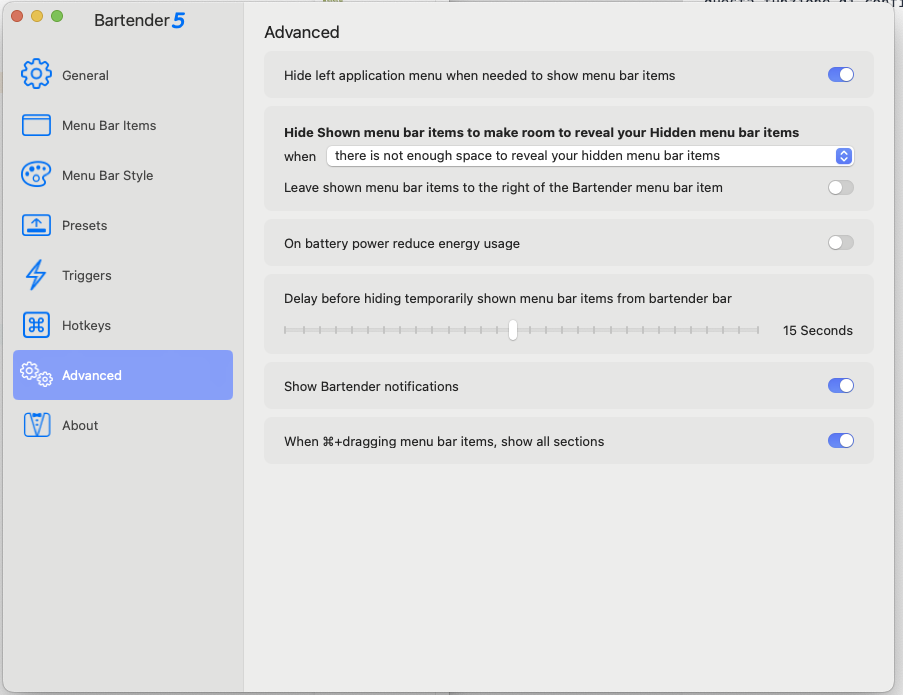 Bartender 5
General
Menu Bar Items
Menu Bar Style
Presets
Triggers
Hotkeys
Advanced
About
Advanced
Hide left application menu when needed to show menu bar items
Hide Shown menu bar items to make room to reveal your Hidden menu bar items
when there is not enough space to reveal your hidden menu bar items
Leave shown menu bar items to the right of the Bartender menu bar item
On battery power reduce energy usage
Delay before hiding temporarily shown menu bar items from bartender bar
15 Seconds
Show Bartender notifications
When ⌘+dragging menu bar items, show all sections